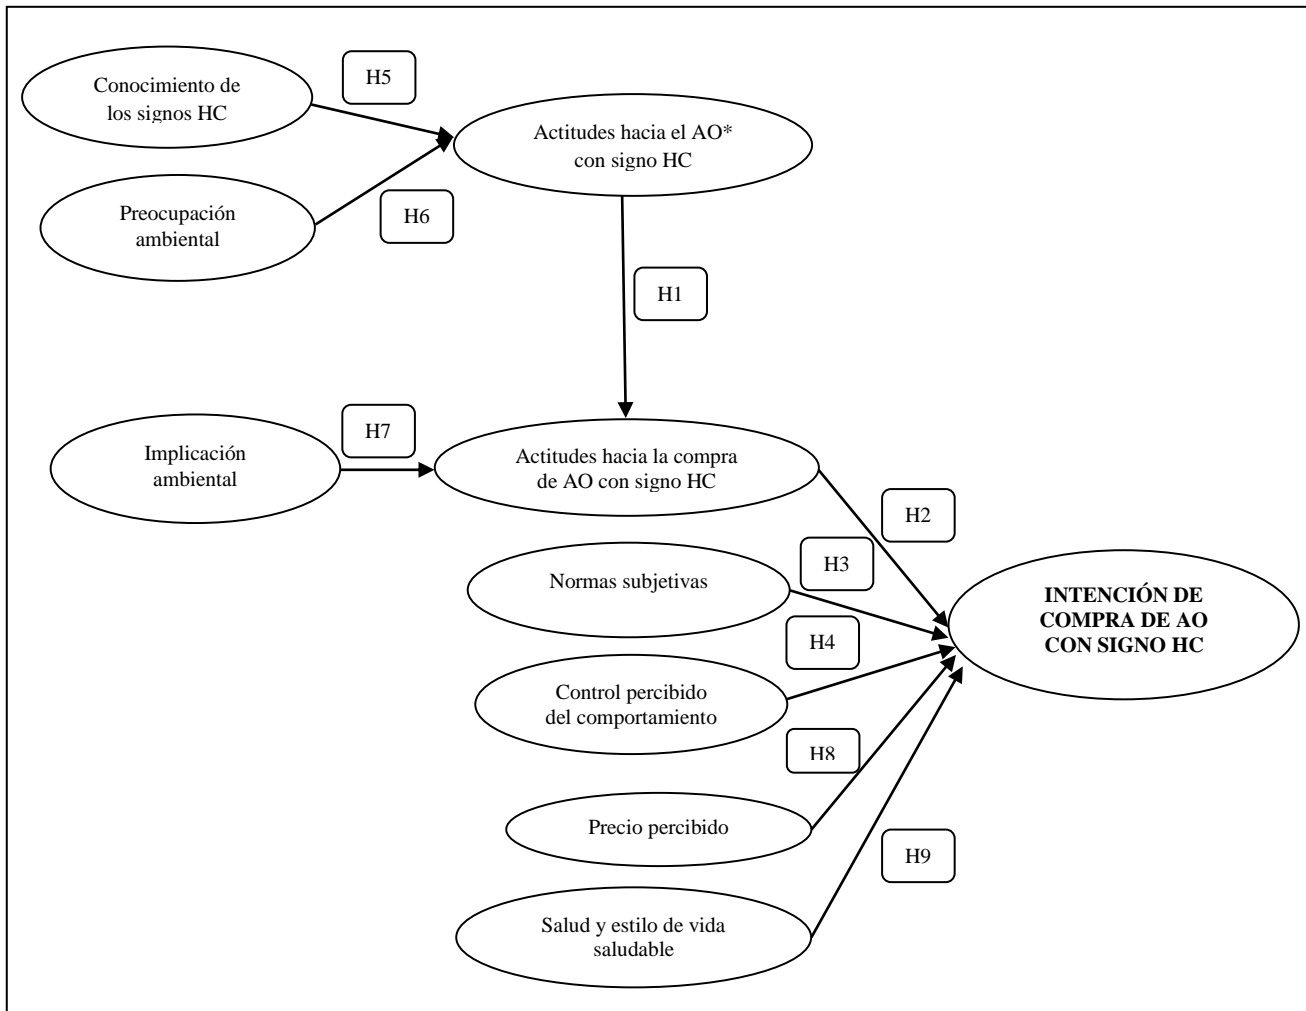 Conocimiento de
los signos HC
H5
Actitudes hacia el AO*
con signo HC
Preocupación
ambiental
H6
H1
Implicación
ambiental
H7
Actitudes hacia la compra
de AO con signo HC
H2
Normas subjetivas
H3
INTENCIÓN DE
COMPRA DE AO
CON SIGNO HC
H4
Control percibido
del comportamiento
H8
Precio percibido
H9
Salud y estilo de vida
saludable